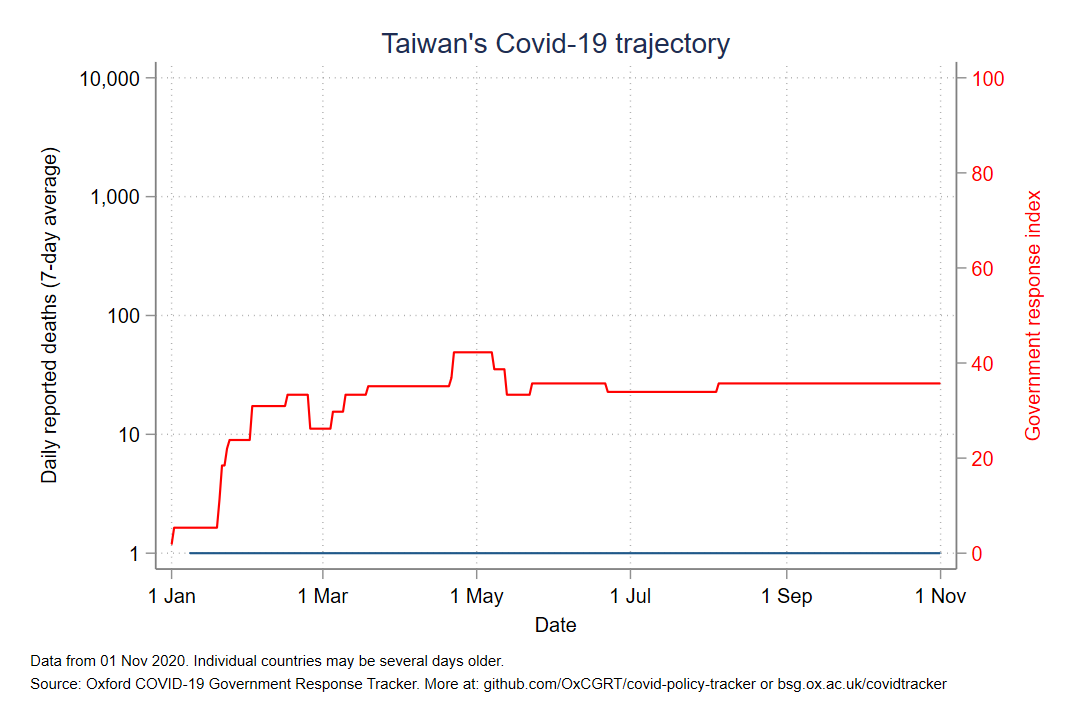 Taiwan's Covid-19 trajectory
Daily reported deaths (7-day average)
10,000
1,000
100
10
1
Government response index
100
80
60
40
20
0
1 Jan
1 Mar
1 May
1 Jul
1 Sep
1 Nov
Date
Data from 01 Nov 2020. Individual countries may be several days older.
Source: Oxford COVID-19 Government Response Tracker. More at: github.com/OxCGRT/covid-policy-tracker or bsg.ox.ac.uk/covidtracker